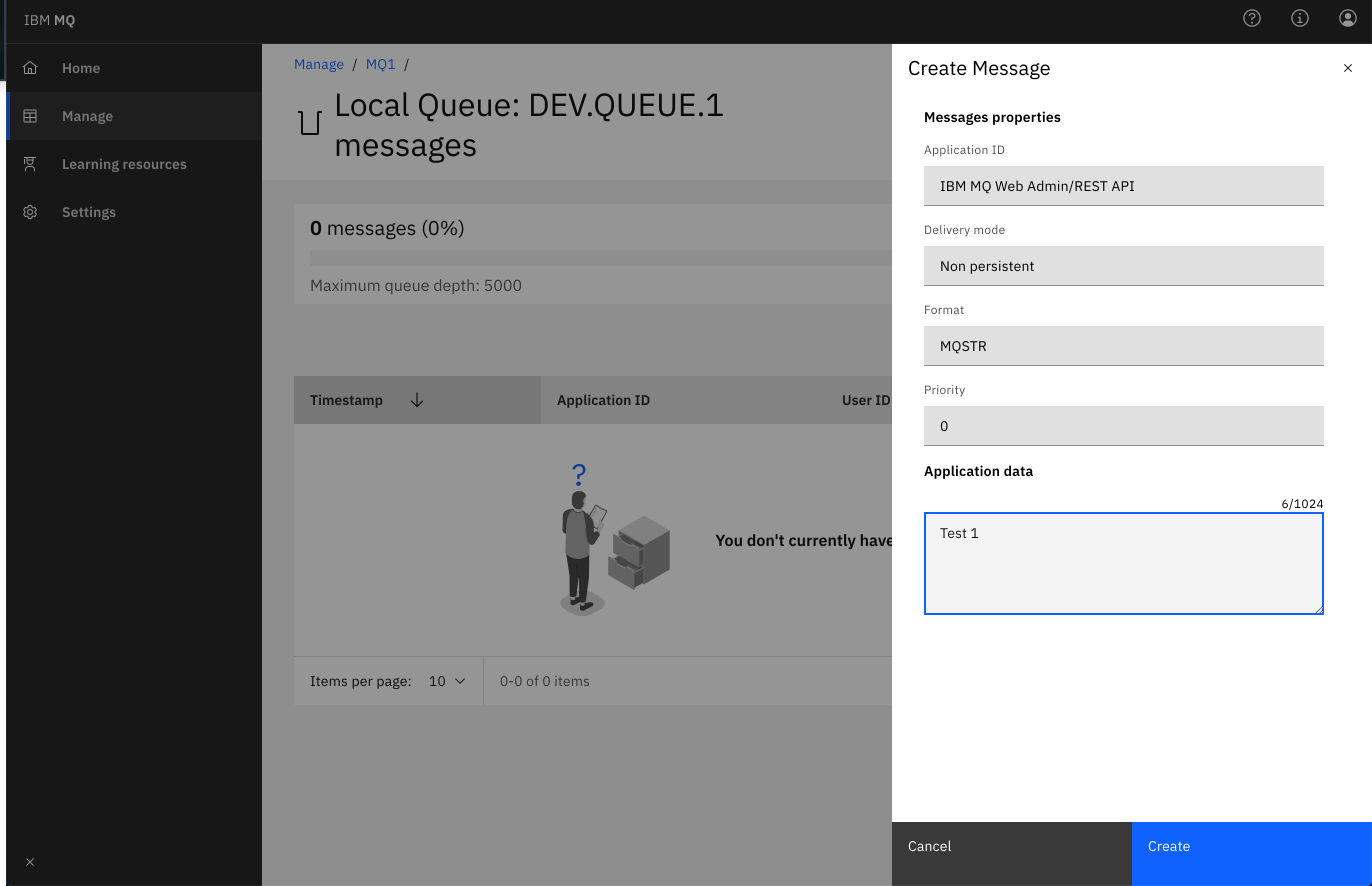 IBM MQ
Home
Manage
Learning resources
Settings
Manage / MQ1 /
Local Queue: DEV.QUEUE.1
messages
0 messages (0%)
Maximum queue depth: 5000
Timestamp
Application ID
User ID
?
You don't currently have
Items per page: 10
0-0 of 0 items
Create Message
Messages properties
Application ID
IBM MQ Web Admin/REST API
Delivery mode
Non persistent
Format
MQSTR
Priority
0
Application data
6/1024
Test 1
Cancel
Create